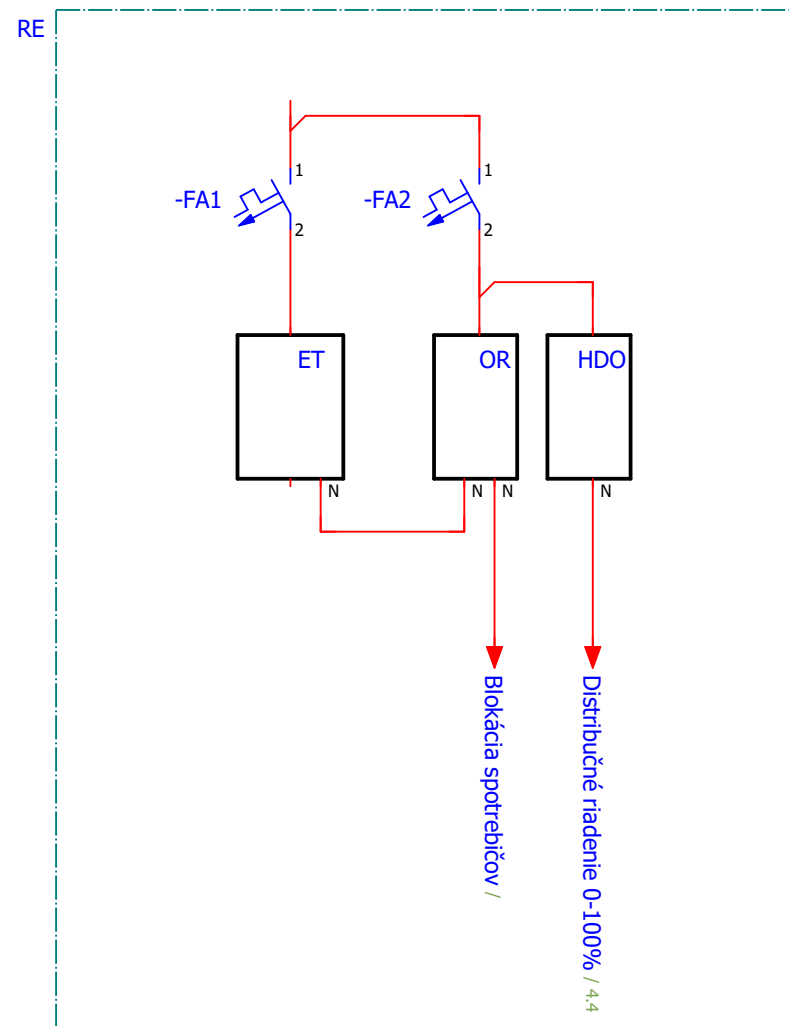 RE
1
1
-FA1
-FA2
2
2
ET
OR
HDO
N
N
N
N
Blokácia spotrebičov /
Distribučné riadenie 0-100% / 4.4